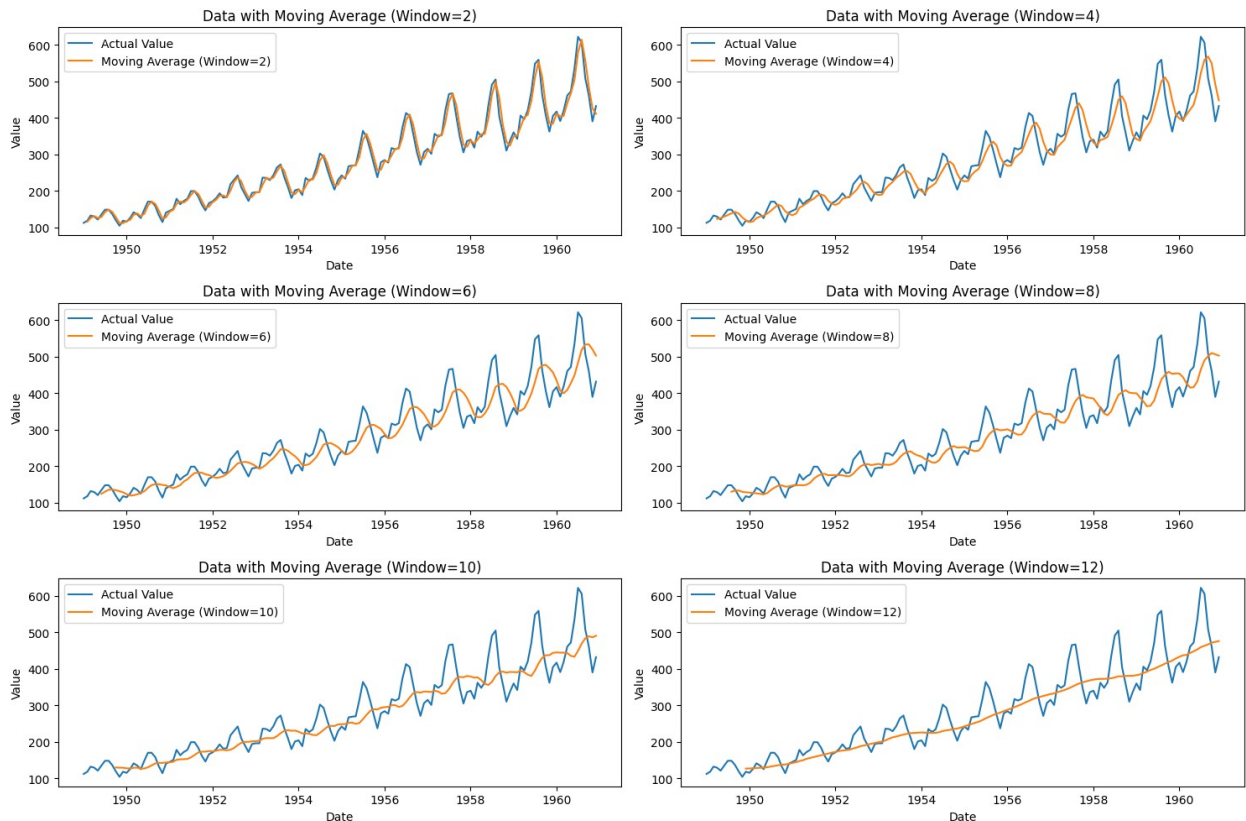 Data with Moving Average (Window=2)
Actual Value
Moving Average (Window=2)
600
500
400
300
200
100
Value
1950 1952 1954 1956 1958 1960
Date
Data with Moving Average (Window=4)
Actual Value
Moving Average (Window=4)
600
500
400
300
200
100
Value
1950 1952 1954 1956 1958 1960
Date
Data with Moving Average (Window=6)
Actual Value
Moving Average (Window=6)
600
500
400
300
200
100
Value
1950 1952 1954 1956 1958 1960
Date
Data with Moving Average (Window=8)
Actual Value
Moving Average (Window=8)
600
500
400
300
200
100
Value
1950 1952 1954 1956 1958 1960
Date
Data with Moving Average (Window=10)
Actual Value
Moving Average (Window=10)
600
500
400
300
200
100
Value
1950 1952 1954 1956 1958 1960
Date
Data with Moving Average (Window=12)
Actual Value
Moving Average (Window=12)
600
500
400
300
200
100
Value
1950 1952 1954 1956 1958 1960
Date